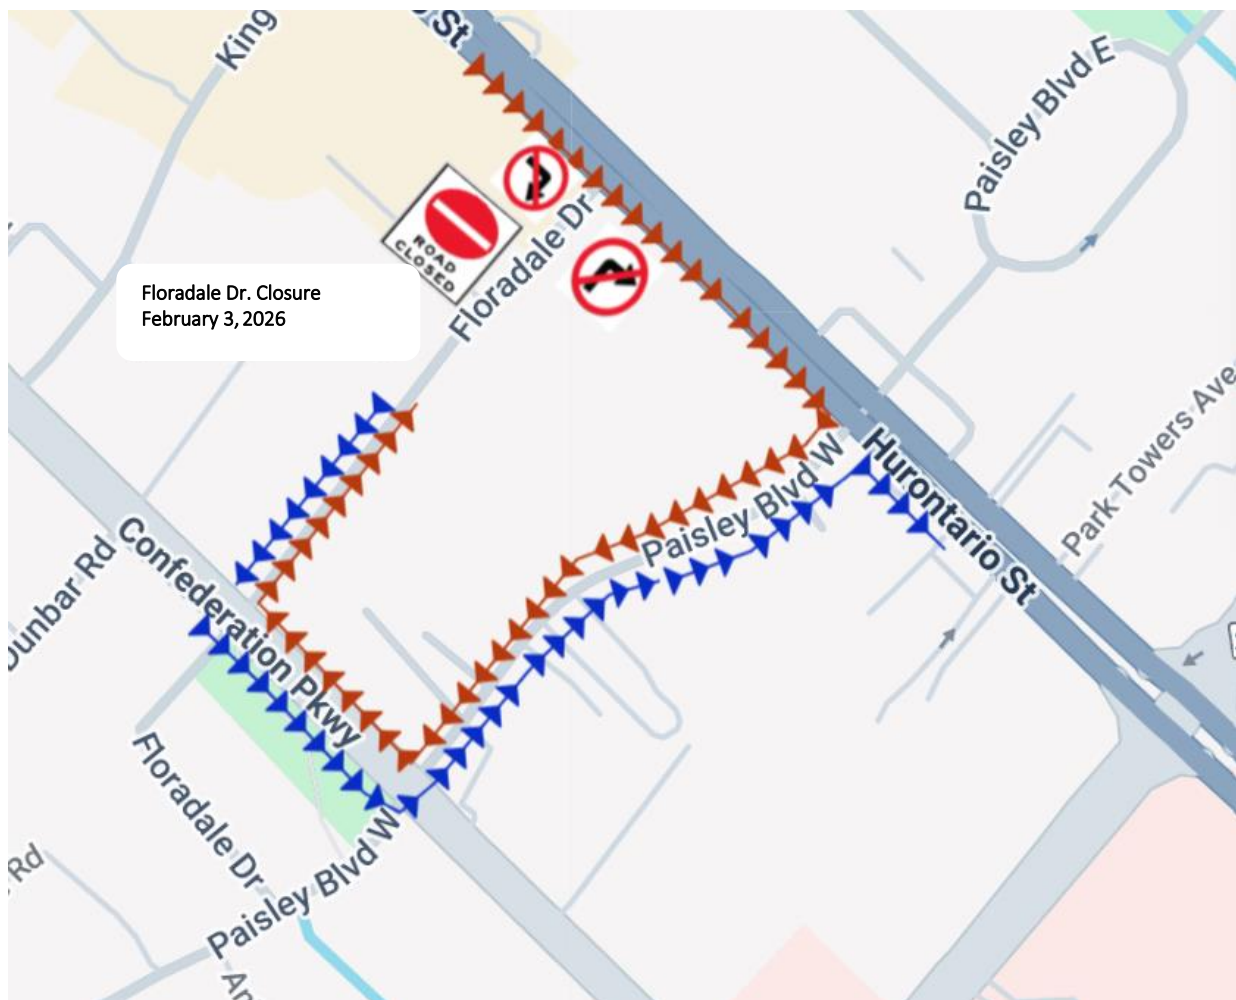 St
King
Paisley Blvd E
ROAD
CLOSED
Floradale Dr
Floradale Dr. Closure
February 3, 2026
Hurontario St
Park Towers Ave
Paisley Blvd W
Confederation Pkwy
Dunbar Rd
Floradale Dr
Paisley Blvd W
Rd